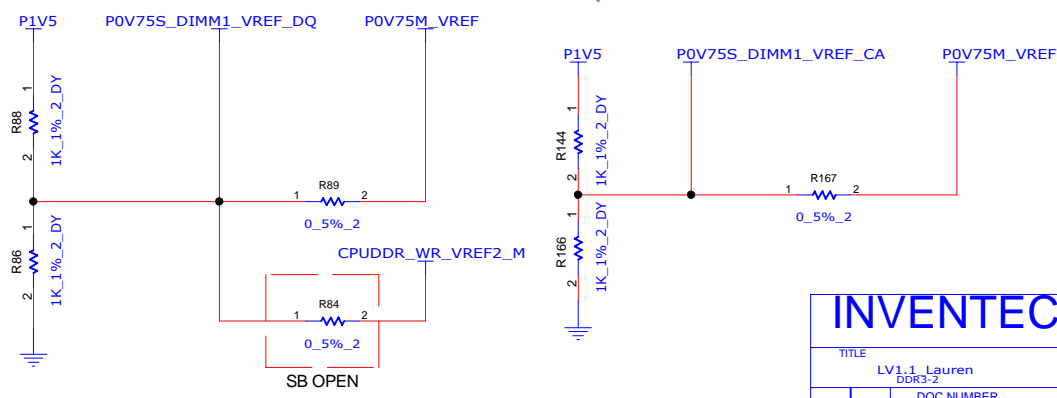 P1V5
P0V75S_DIMM1_VREF_DQ
P0V75M_VREF
1
R88
2
1K_1%_2_DY
R89
1
2
0_5%_2
1
R86
2
1K_1%_2_DY
CPUDDR_WR_VREF2_M
R84
1
2
0_5%_2
SB OPEN
P1V5
P0V75S_DIMM1_VREF_CA
P0V75M_VREF
1
R144
2
1K_1%_2_DY
R167
1
2
0_5%_2
1
R166
2
1K_1%_2_DY
INVENTEC
TITLE
LV1.1_Lauren
DDR3-2
DOC NUMBER